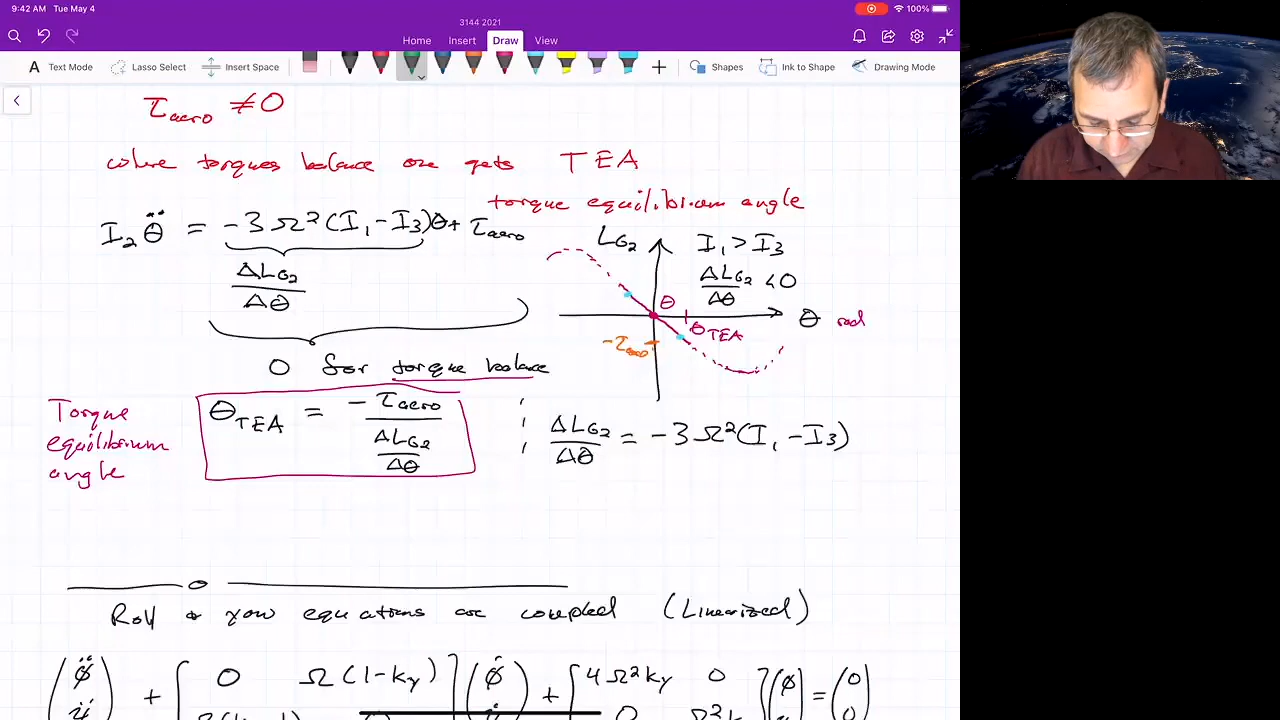 9:42 AM Tue May 4
100%
3144 2021
Home Insert Draw View
Text Mode Lasso Select Insert Space Shapes Ink to Shape Drawing Mode
τaero ≠ 0
where torques balance one gets TEA
torque equilibrium angle
I₂ θ̈ = -3Ω²(I₁-I₃)θ + τaero
ΔLG₂/Δθ
LG₂
I₁ > I₃
ΔLG₂/Δθ < 0
θ
θ rad
θTEA
-τaero
0 for torque balance
Torque equilibrium angle
θTEA = -τaero / (ΔLG₂/Δθ) ; ΔLG₂/Δθ = -3Ω²(I₁-I₃)
Roll & yaw equations are coupled (Linearized)
(φ̈ + [0 Ω(1-ky)] (φ̇ + [4Ω²ky 0] (φ = (0